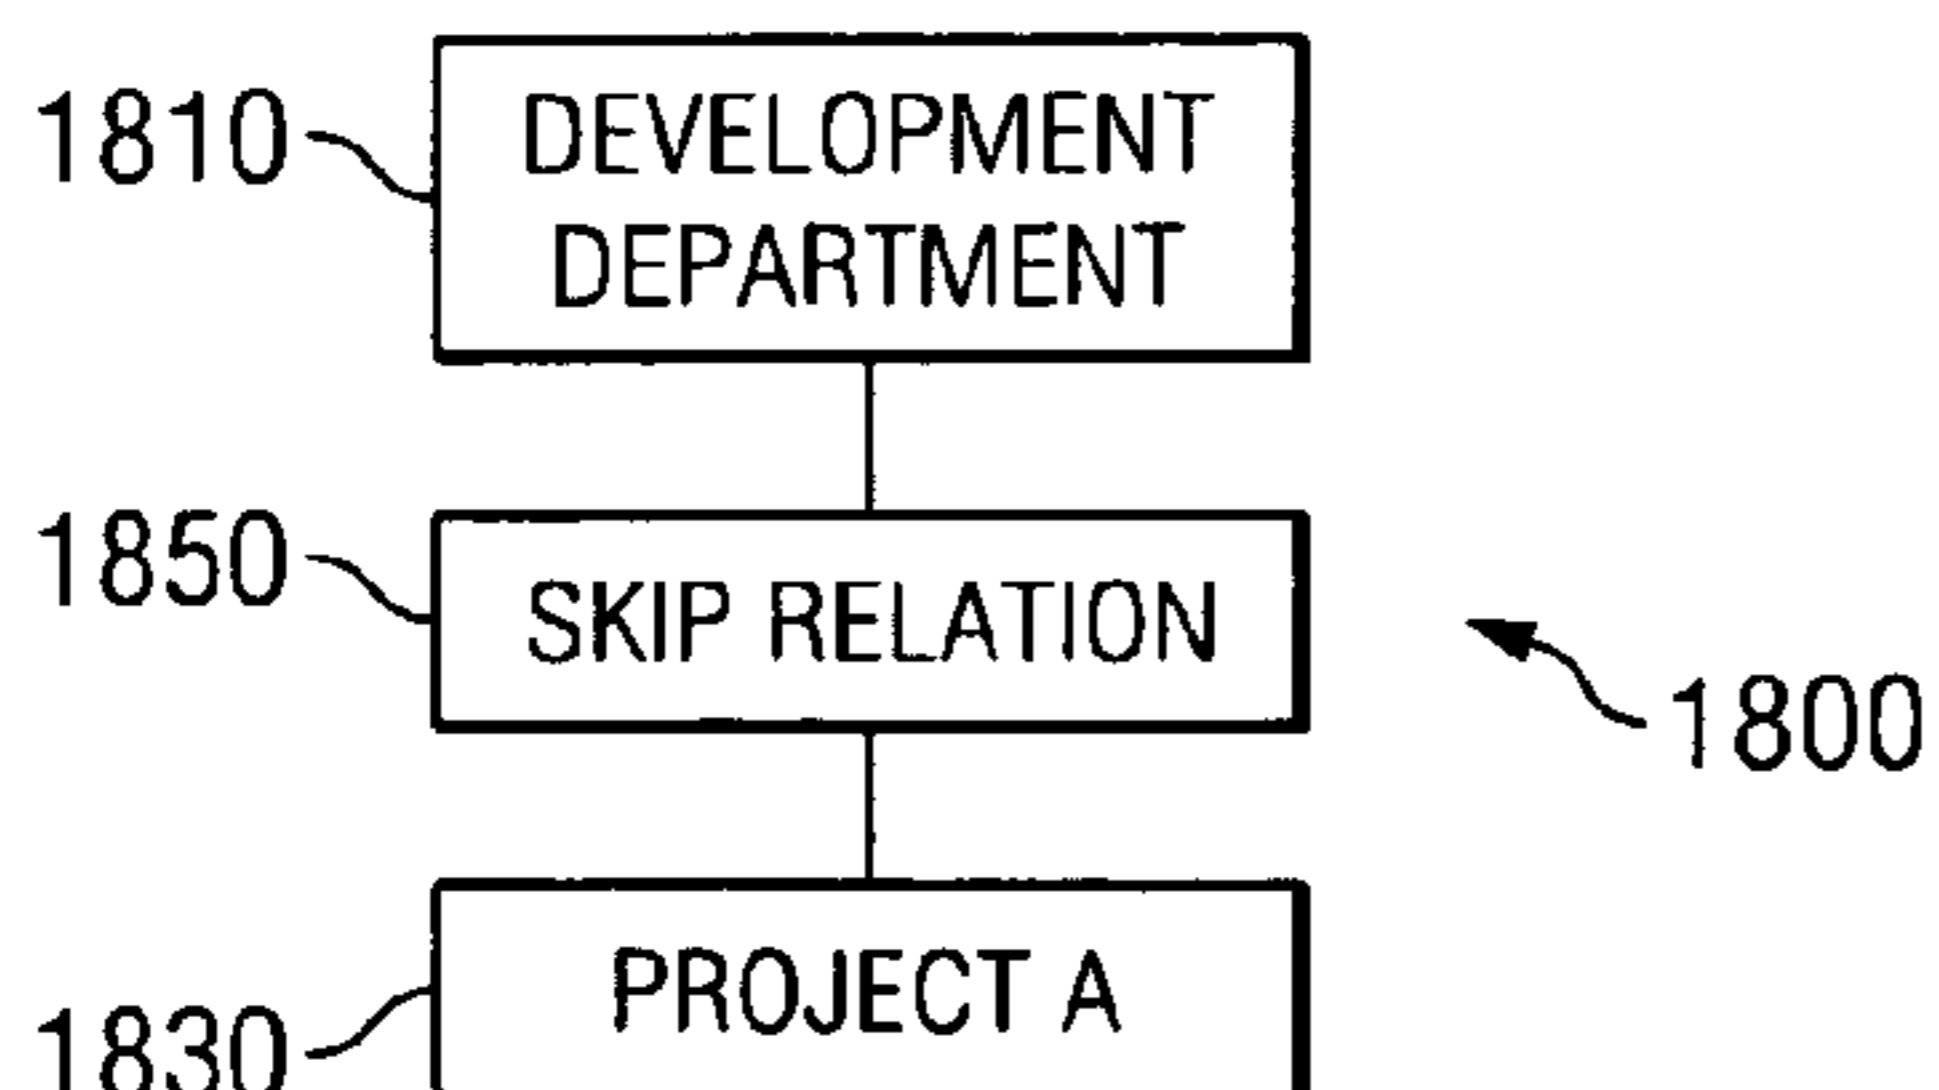 1810
DEVELOPMENT
DEPARTMENT
1850
SKIP RELATION
1800
PROJECT A
1830